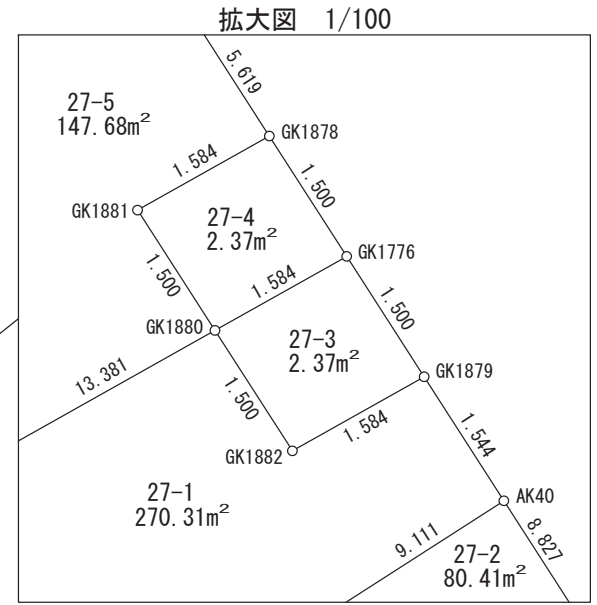 拡大図 1/100
5.619
27-5
147.68m²
GK1878
1.584
1.500
GK1881
27-4
2.37m²
GK1776
1.500
1.584
1.500
GK1880
27-3
2.37m²
13.381
GK1879
1.500
1.584
1.544
GK1882
27-1
270.31m²
AK40
9.111
8.827
27-2
80.41m²